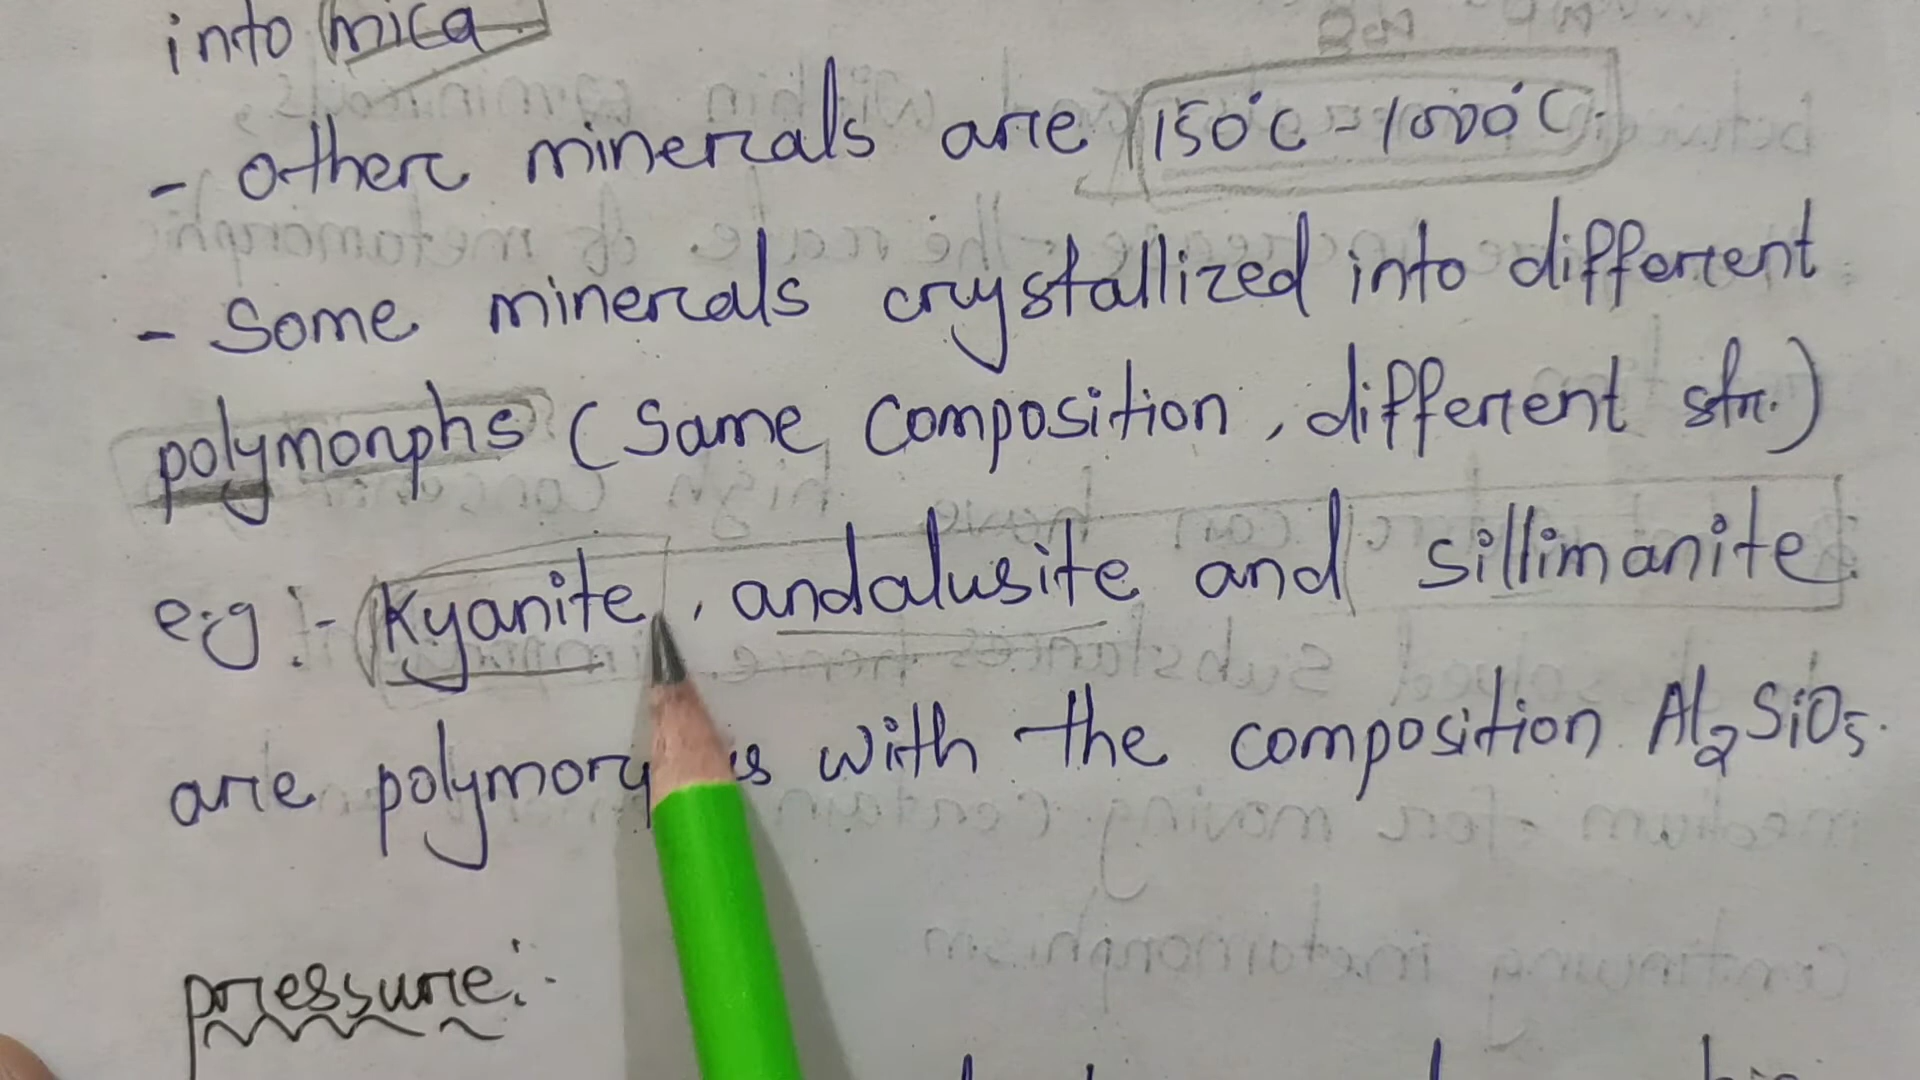 into mica
- other minerals are 150°C - 1000°C.
- Some minerals crystallized into different
polymorphs (Same Composition, different str.)
e.g :- Kyanite, andalusite and sillimanite
are with the composition Al₂SiO₅.
pressure:-